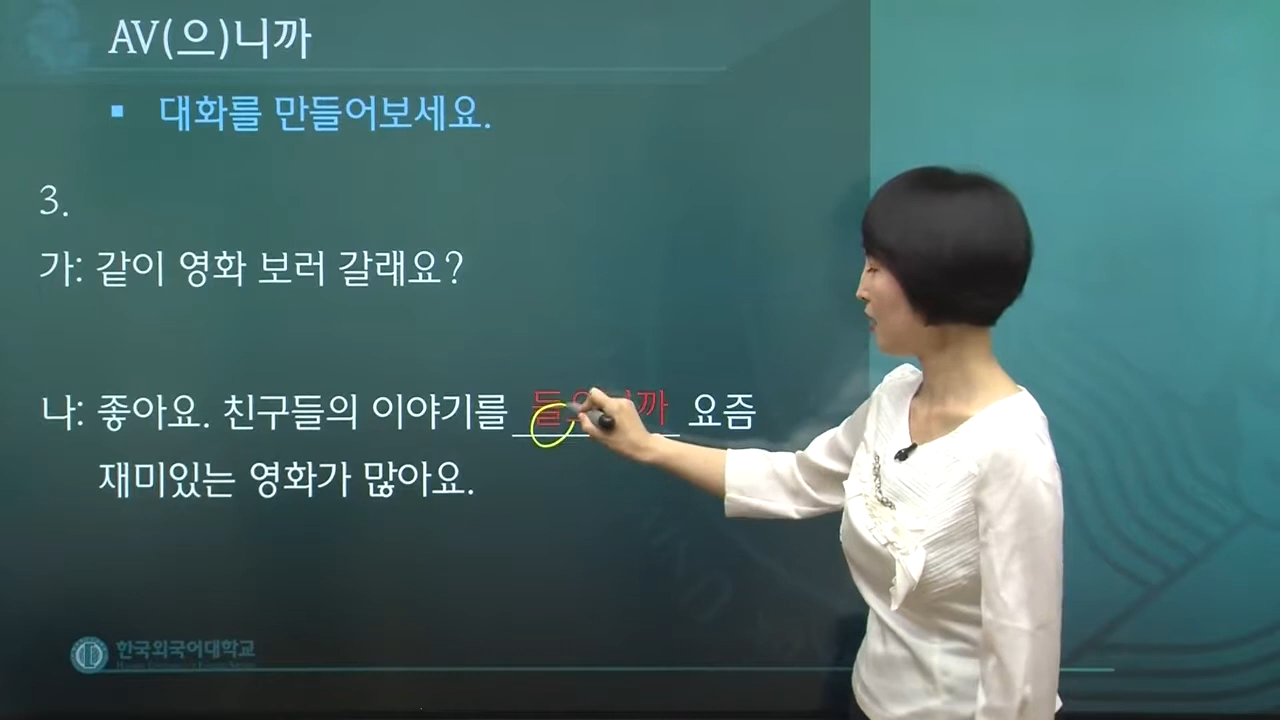 AV(으)니까
▪ 대화를 만들어보세요.
3.
가: 같이 영화 보러 갈래요?
나: 좋아요. 친구들의 이야기를 요즘
재미있는 영화가 많아요.
한국외국어대학교